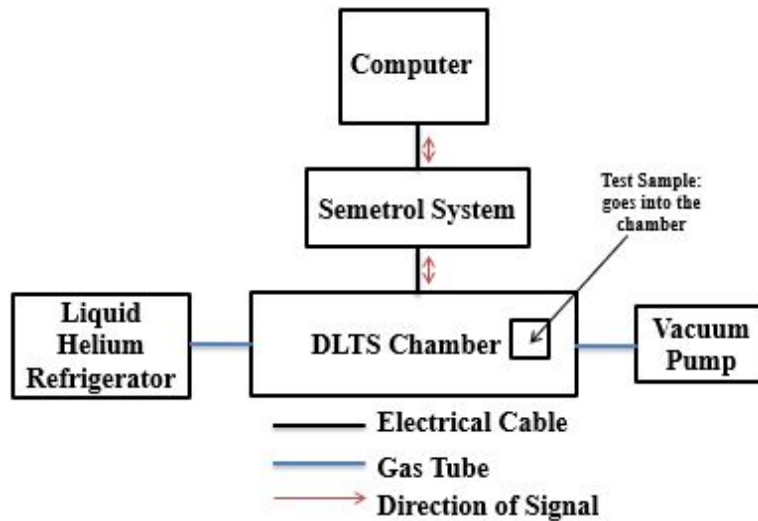 Computer
Semetrol System
Test Sample:
goes into the
chamber
Liquid
Helium
Refrigerator
DLTS Chamber
Vacuum
Pump
Electrical Cable
Gas Tube
Direction of Signal